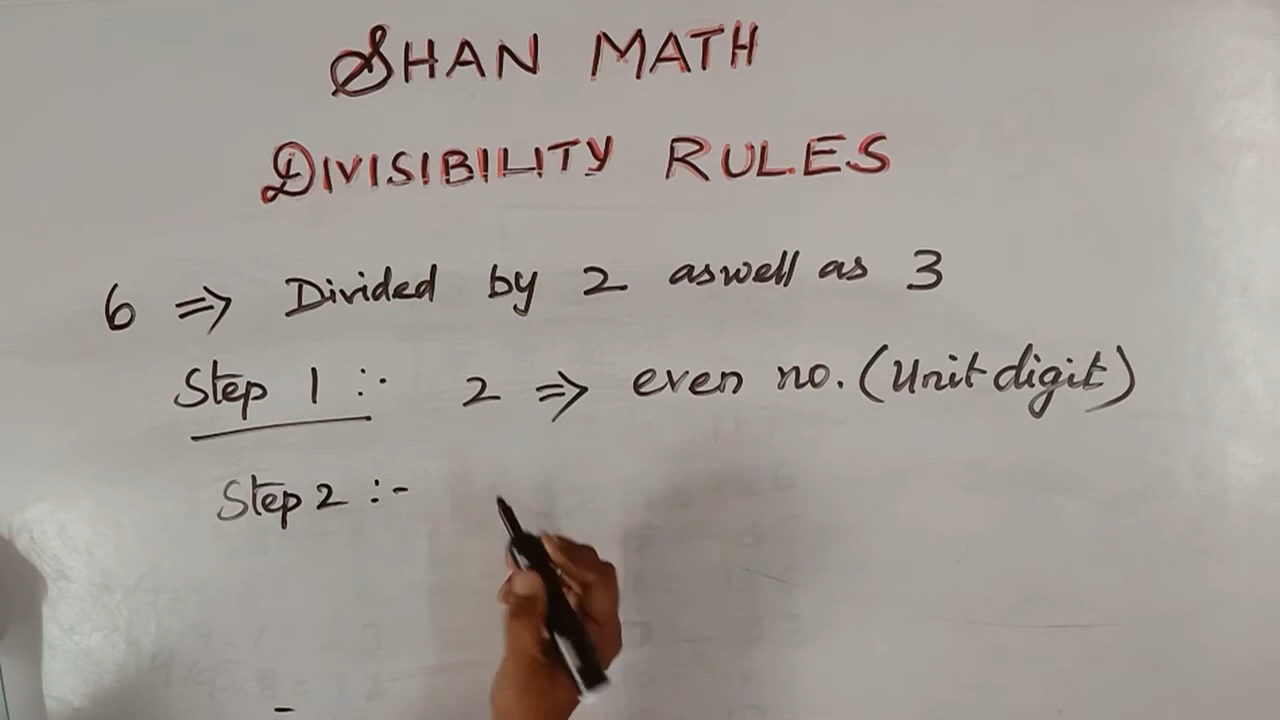 SHAN MATH
DIVISIBILITY RULES
6 => Divided by 2 aswell as 3
Step 1 :- 2 => even no. (Unit digit)
Step 2 :-